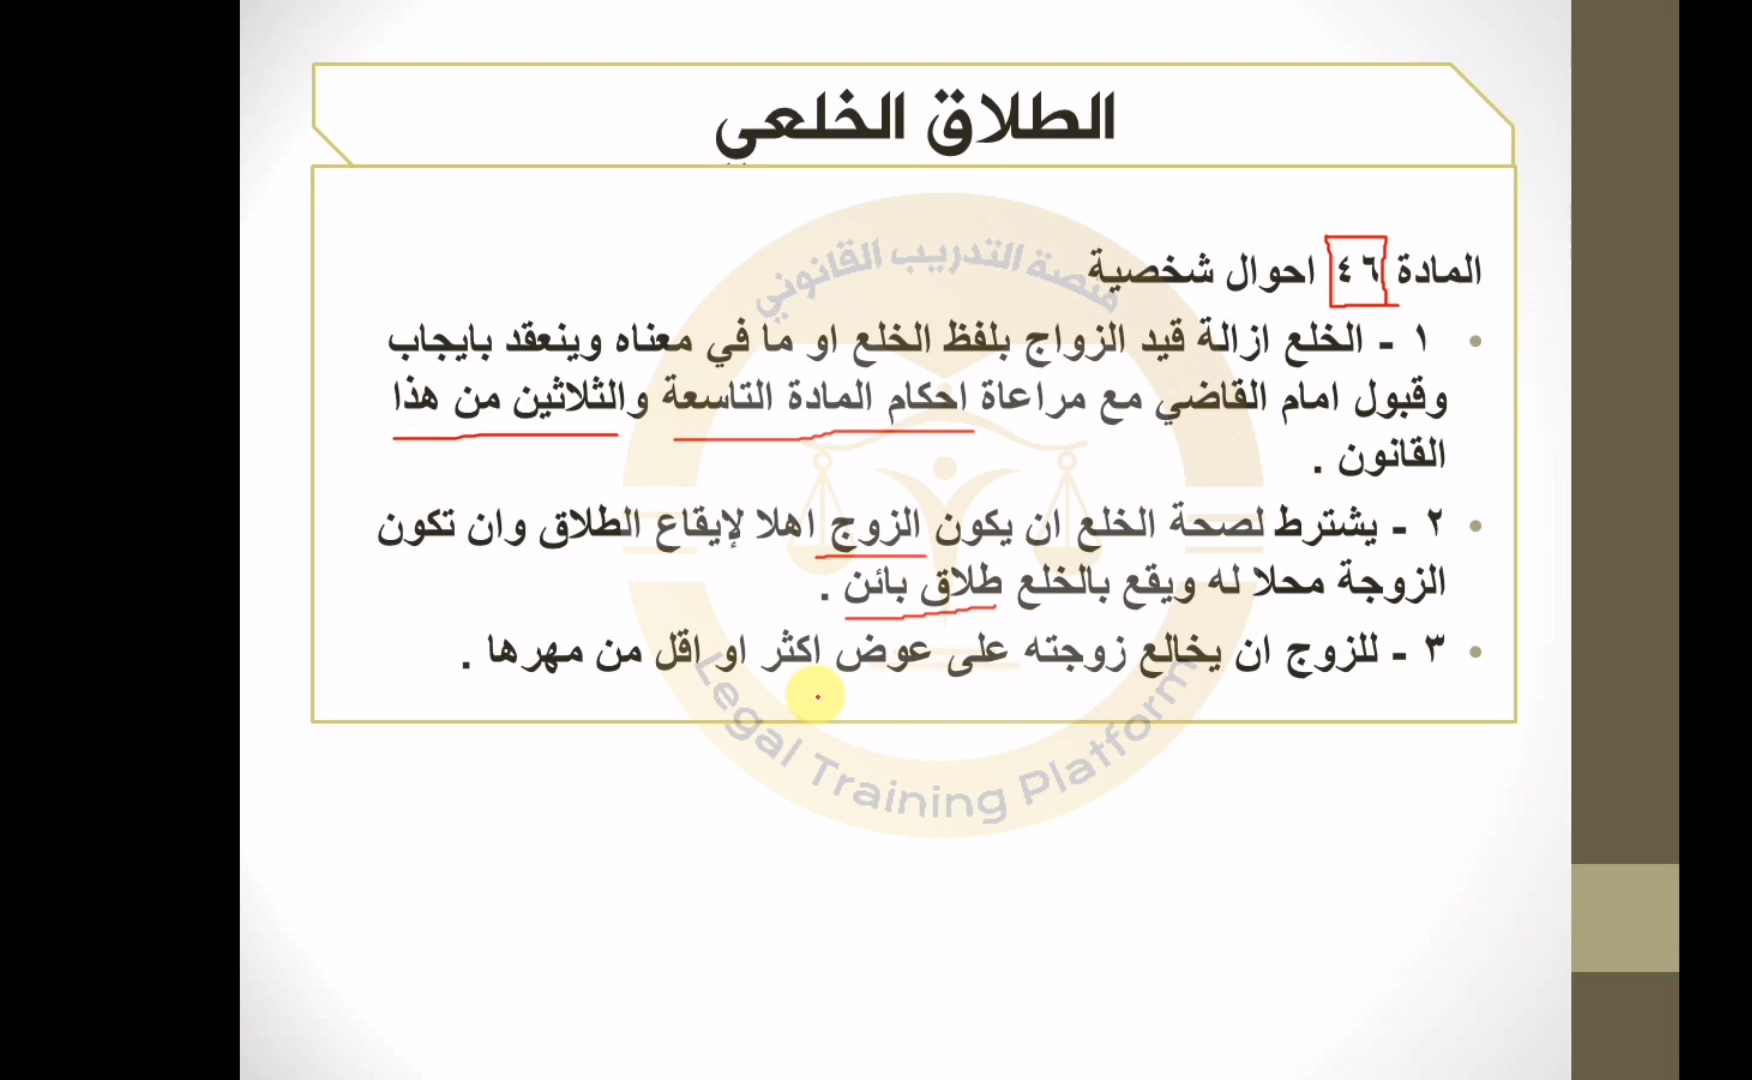 الطلاق الخلعي
منصة التدريب القانوني
المادة ٤٦ احوال شخصية
١ - الخلع ازالة قيد الزواج بلفظ الخلع او ما في معناه وينعقد بايجاب
وقبول امام القاضي مع مراعاة احكام المادة التاسعة والثلاثين من هذا
القانون .
٢ - يشترط لصحة الخلع ان يكون الزوج اهلا لإيقاع الطلاق وان تكون
الزوجة محلا له ويقع بالخلع طلاق بائن .
٣ - للزوج ان يخالع زوجته على عوض اكثر او اقل من مهرها .
Legal Training Platform